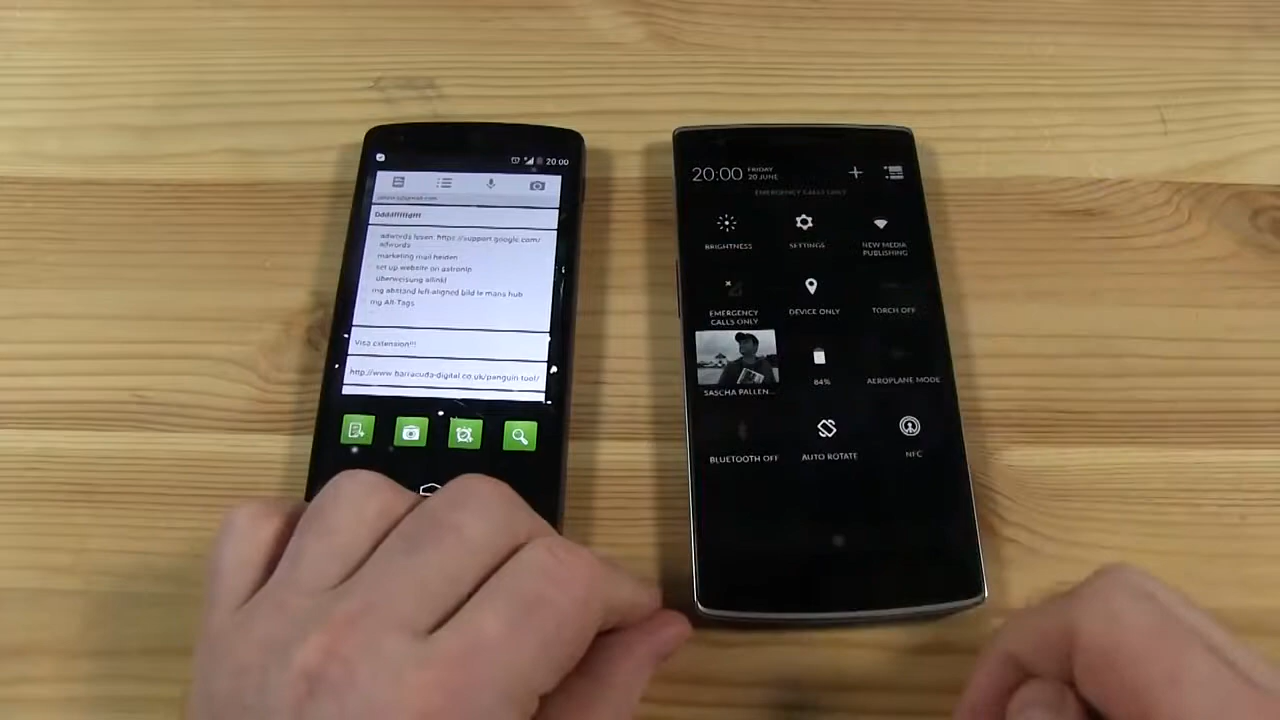 20:00
Ddddffffdfff
adwords lesen: https://support.google.com/
adwords
marketing mail heiden
set up website on astronip
überweisung allinkl
mg abstand left-aligned bild le mans hub
mg Alt-Tags
Visa extension!!!
http://www.barracuda-digital.co.uk/panguin-tool/
20:00 FRIDAY
20 JUNE
EMERGENCY CALLS ONLY
BRIGHTNESS
SETTINGS
NEW MEDIA
PUBLISHING
EMERGENCY
CALLS ONLY
DEVICE ONLY
TORCH OFF
SASCHA PALLEN...
84%
AEROPLANE MODE
BLUETOOTH OFF
AUTO ROTATE
NFC